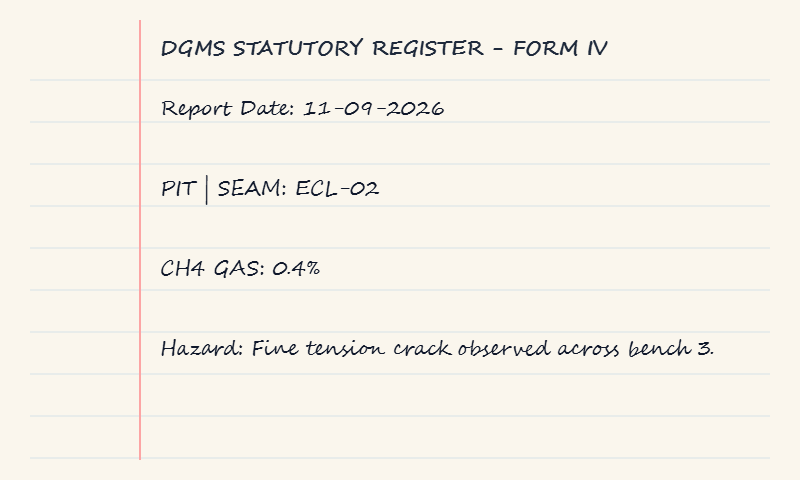 DGMS STATUTORY REGISTER - FORM IV
Report Date: 11-09-2026
PIT | SEAM: ECL-02
CH4 GAS: 0.4%
Hazard: Fine tension crack observed across bench 3.